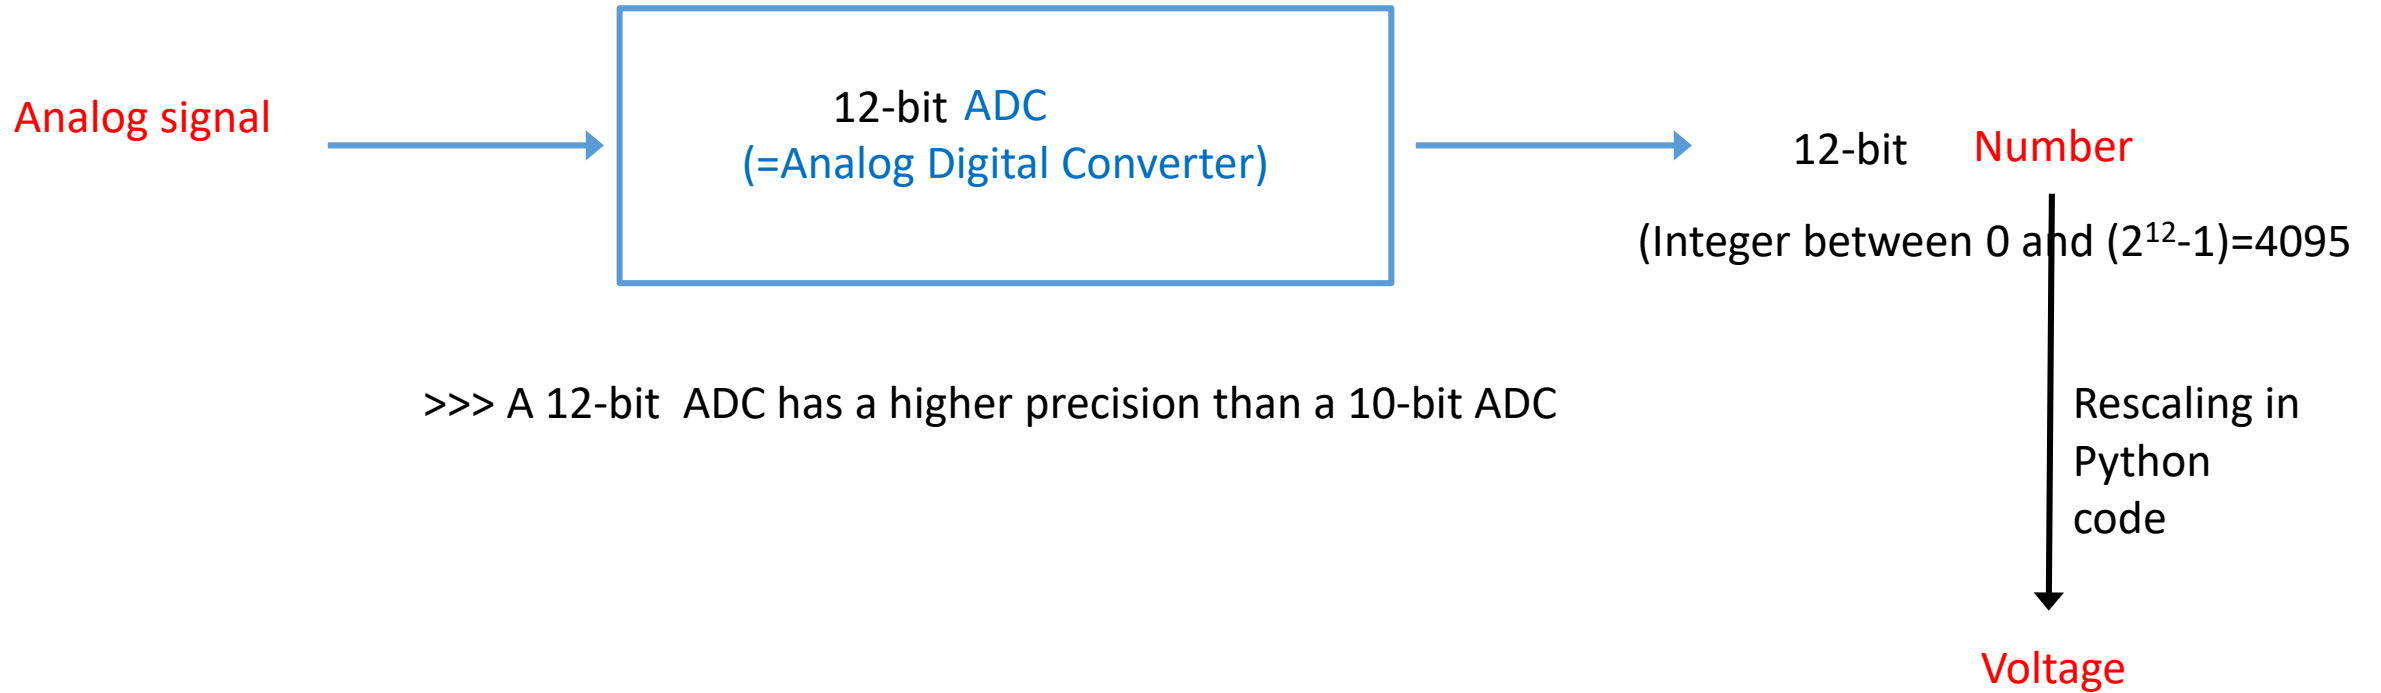 Analog signal
12-bit ADC
(=Analog Digital Converter)
12-bit Number
(Integer between 0 and (2¹²-1)=4095
>>> A 12-bit ADC has a higher precision than a 10-bit ADC
Rescaling in
Python
code
Voltage